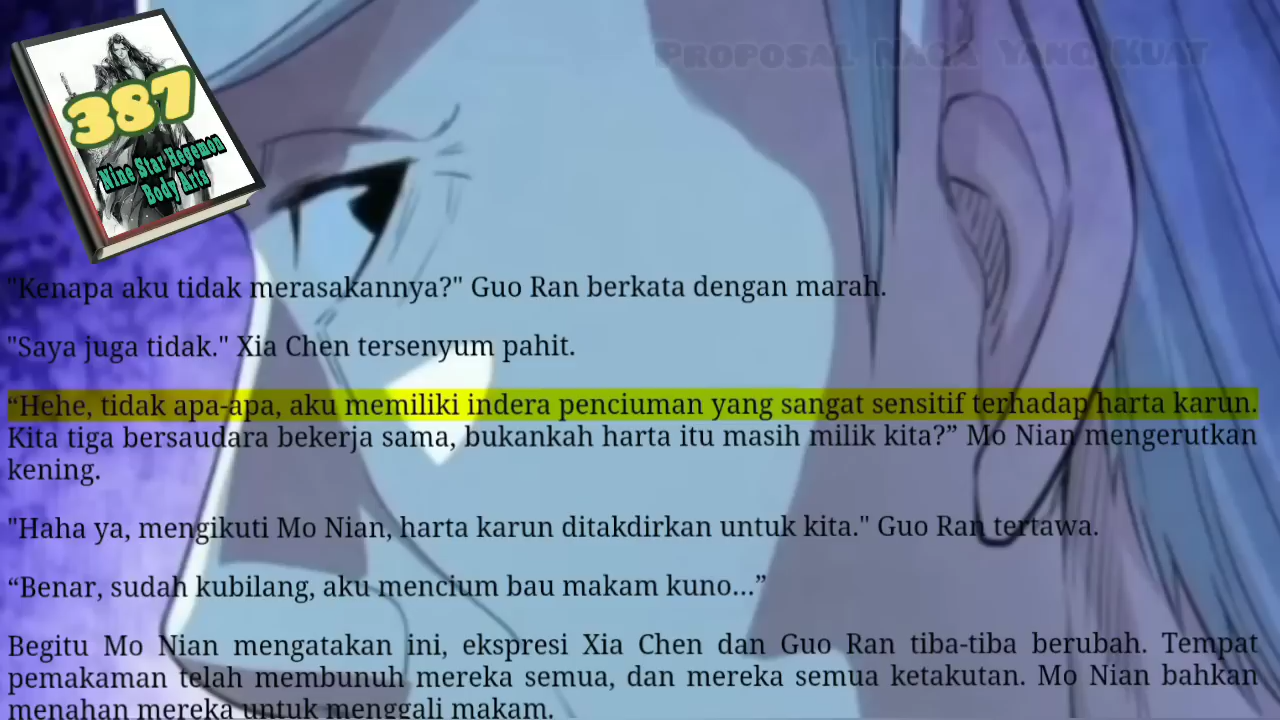 Proposal Naga Yang Kuat
387
Nine Star Hegemon
Body Arts
"Kenapa aku tidak merasakannya?" Guo Ran berkata dengan marah.
"Saya juga tidak." Xia Chen tersenyum pahit.
“Hehe, tidak apa-apa, aku memiliki indera penciuman yang sangat sensitif terhadap harta karun.
Kita tiga bersaudara bekerja sama, bukankah harta itu masih milik kita?” Mo Nian mengerutkan
kening.
"Haha ya, mengikuti Mo Nian, harta karun ditakdirkan untuk kita." Guo Ran tertawa.
“Benar, sudah kubilang, aku mencium bau makam kuno...”
Begitu Mo Nian mengatakan ini, ekspresi Xia Chen dan Guo Ran tiba-tiba berubah. Tempat
pemakaman telah membunuh mereka semua, dan mereka semua ketakutan. Mo Nian bahkan
menahan mereka untuk menggali makam.